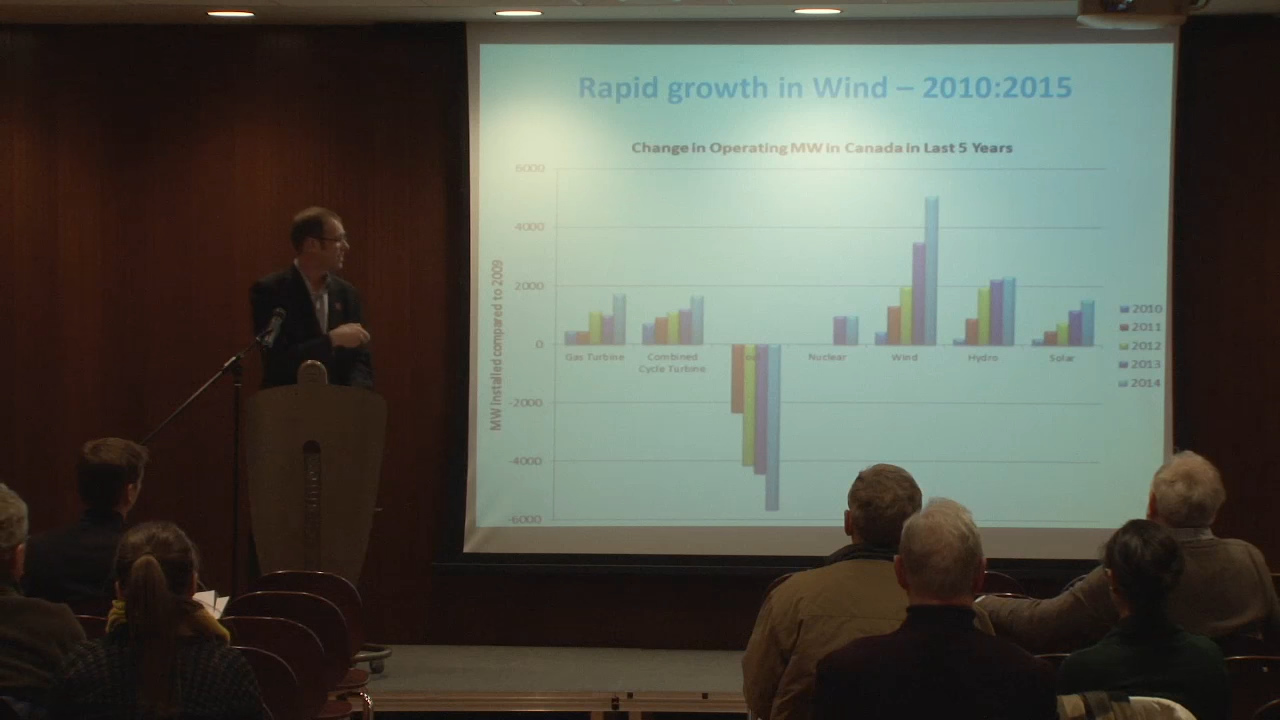 Rapid growth in Wind – 2010:2015
Change in Operating MW in Canada in Last 5 Years
MW Installed compared to 2009
6000
4000
2000
0
-2000
-4000
-6000
Gas Turbine
Combined
Cycle Turbine
Nuclear
Wind
Hydro
Solar
2010
2011
2012
2013
2014